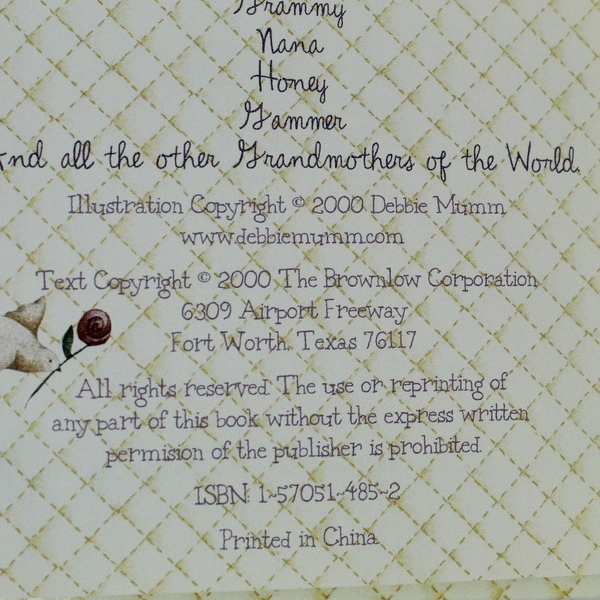 Grammy
Nana
Honey
Gammer
And all the other Grandmothers of the World.
Illustration Copyright © 2000 Debbie Mumm
www.debbiemumm.com
Text Copyright © 2000 The Brownlow Corporation
6309 Airport Freeway
Fort Worth, Texas 76117
All rights reserved. The use or reprinting of
any part of this book without the express written
permision of the publisher is prohibited.
ISBN: 1-57051-485-2
Printed in China